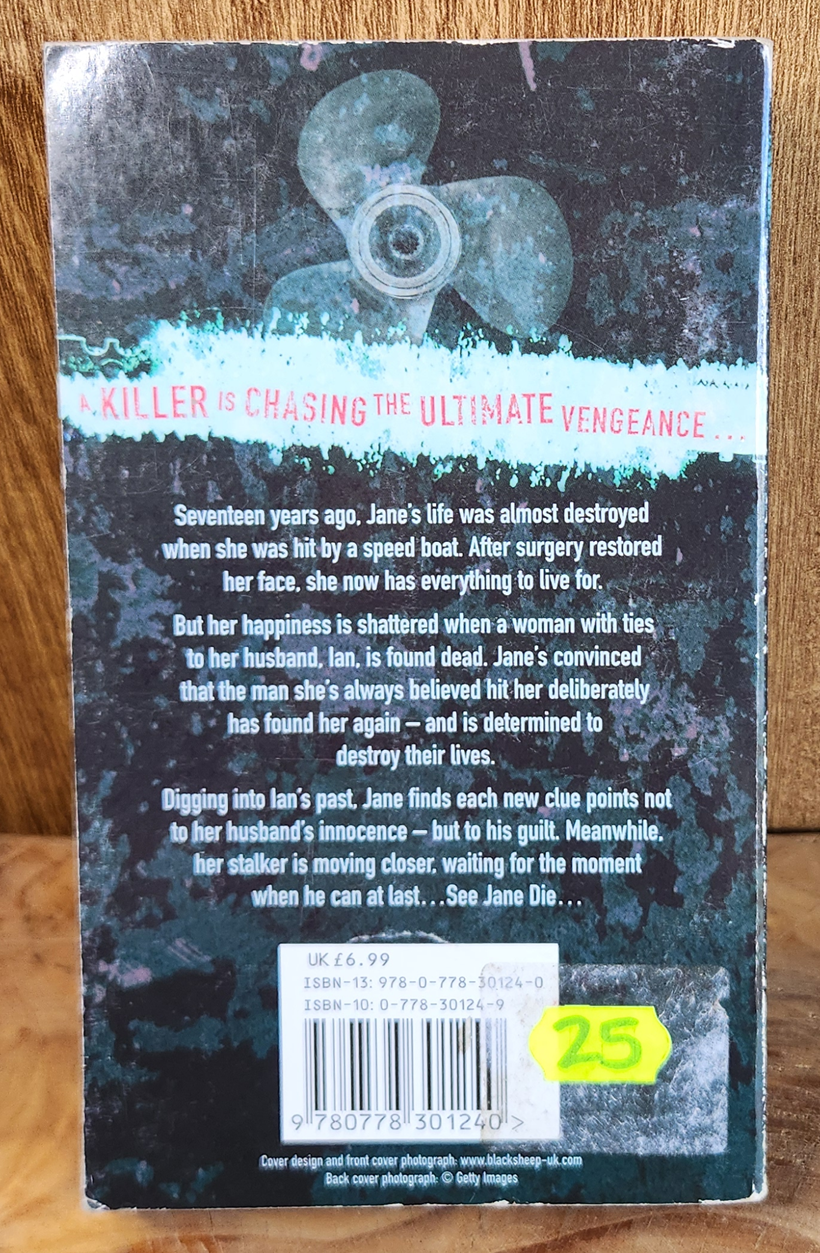 A KILLER IS CHASING THE ULTIMATE VENGEANCE...
Seventeen years ago, Jane's life was almost destroyed
when she was hit by a speed boat. After surgery restored
her face, she now has everything to live for.
But her happiness is shattered when a woman with ties
to her husband, Ian, is found dead. Jane's convinced
that the man she's always believed hit her deliberately
has found her again – and is determined to
destroy their lives.
Digging into Ian's past, Jane finds each new clue points not
to her husband's innocence – but to his guilt. Meanwhile,
her stalker is moving closer, waiting for the moment
when he can at last...See Jane Die...
UK £6.99
ISBN-13: 978-0-778-30124-0
ISBN-10: 0-778-30124-9
25
9 780778 301240 >
Cover design and front cover photograph: www.blacksheep-uk.com
Back cover photograph: © Getty Images